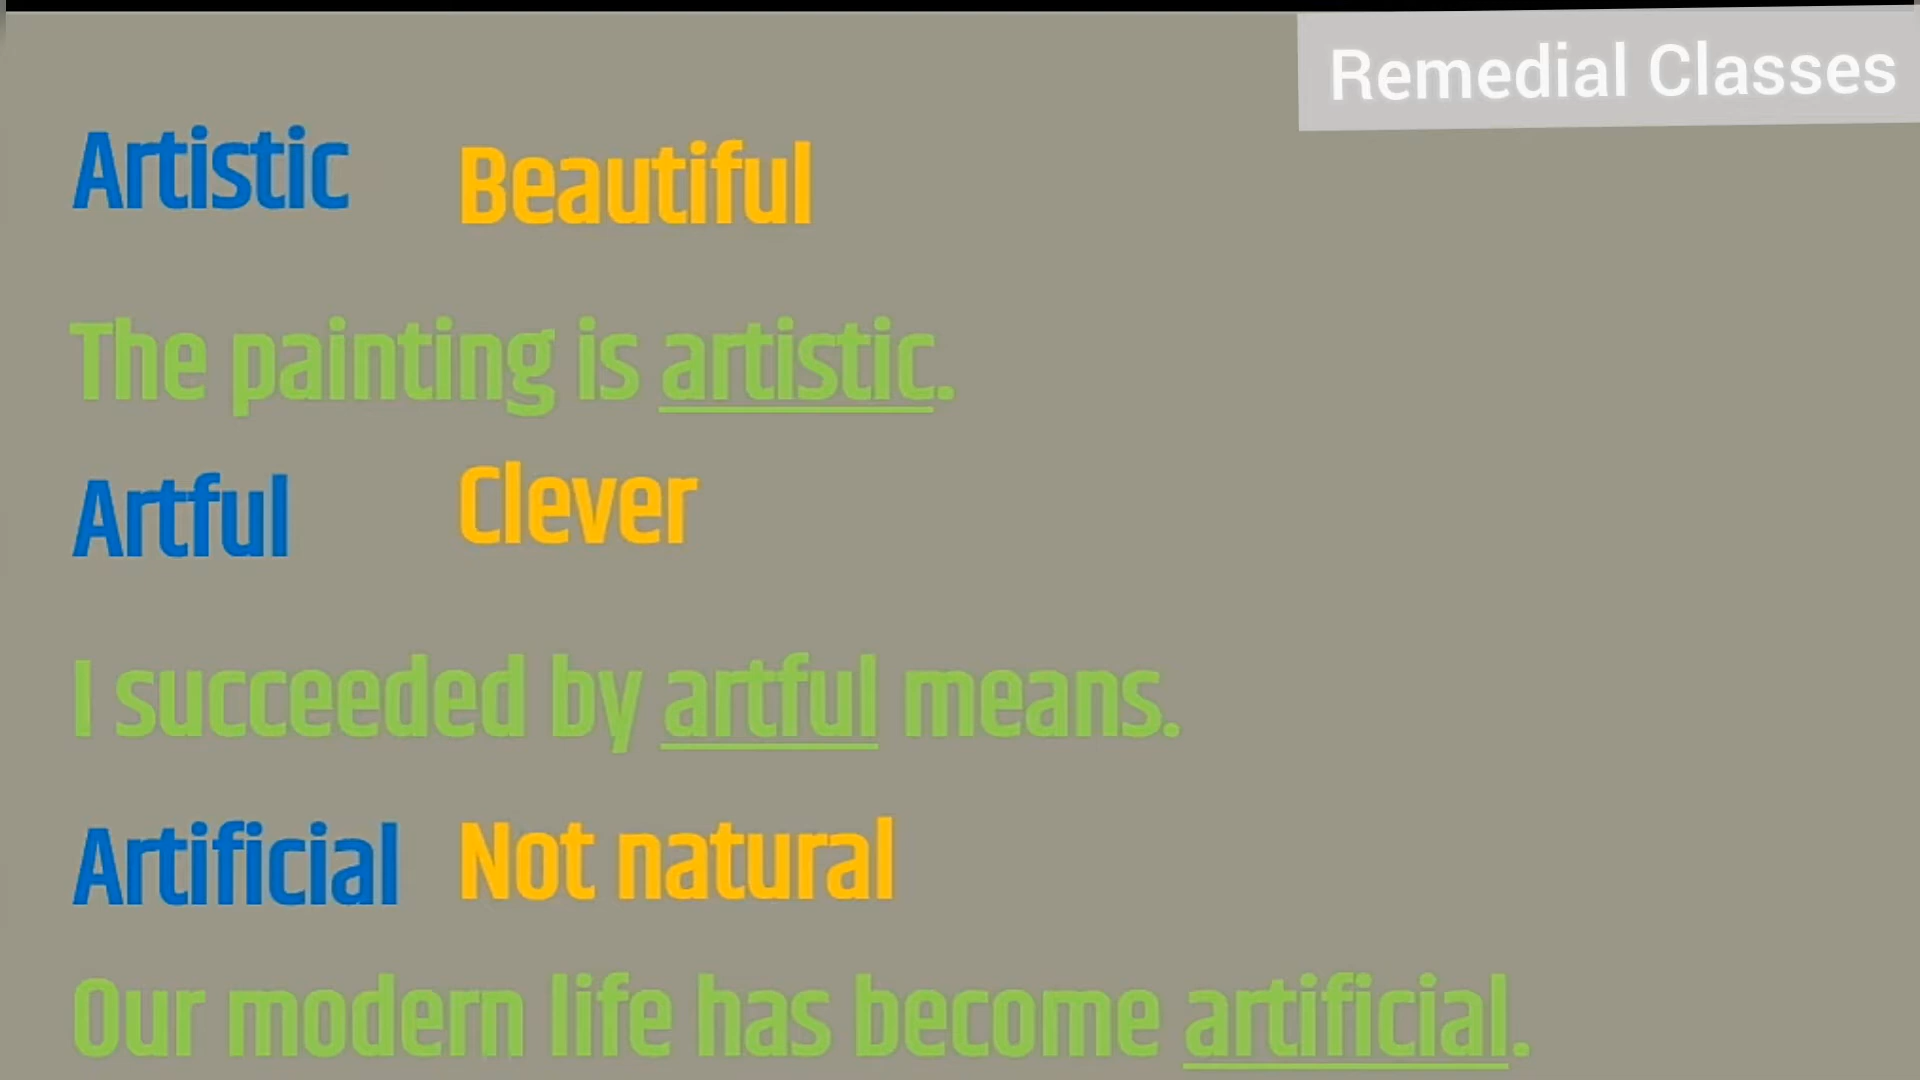 Remedial Classes
Artistic Beautiful
The painting is artistic.
Artful Clever
I succeeded by artful means.
Artificial Not natural
Our modern life has become artificial.